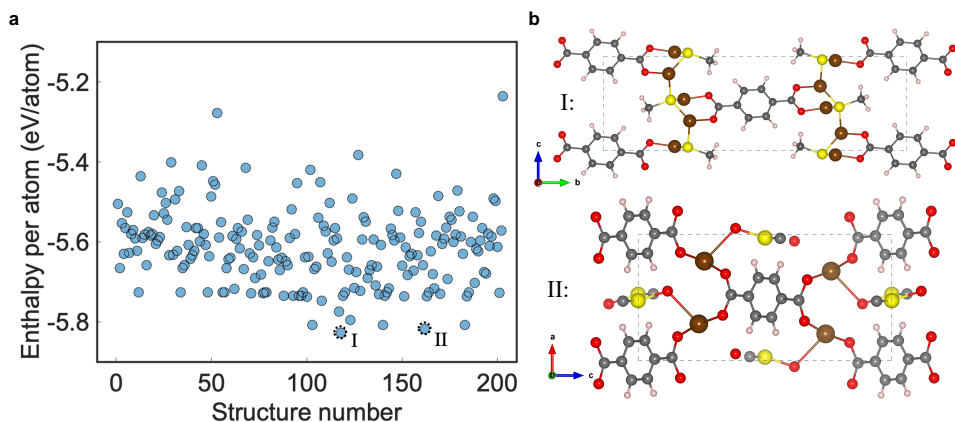 a
Enthalpy per atom (eV/atom)
-5.2
-5.4
-5.6
-5.8
0
50
100
150
200
Structure number
I
II
b
I:
c
b
II:
a
c